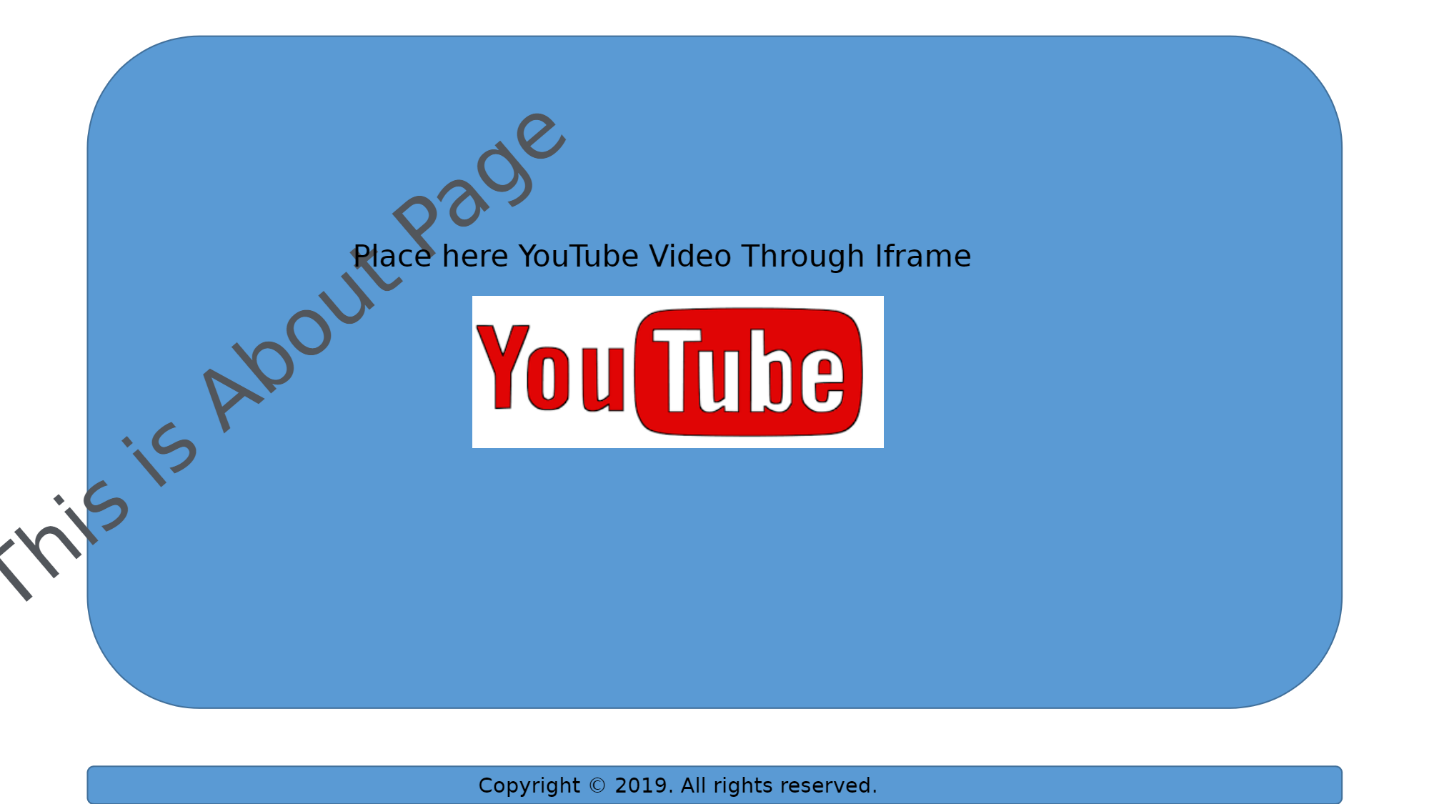 This is About Page
Place here YouTube Video Through Iframe
YouTube
Copyright © 2019. All rights reserved.